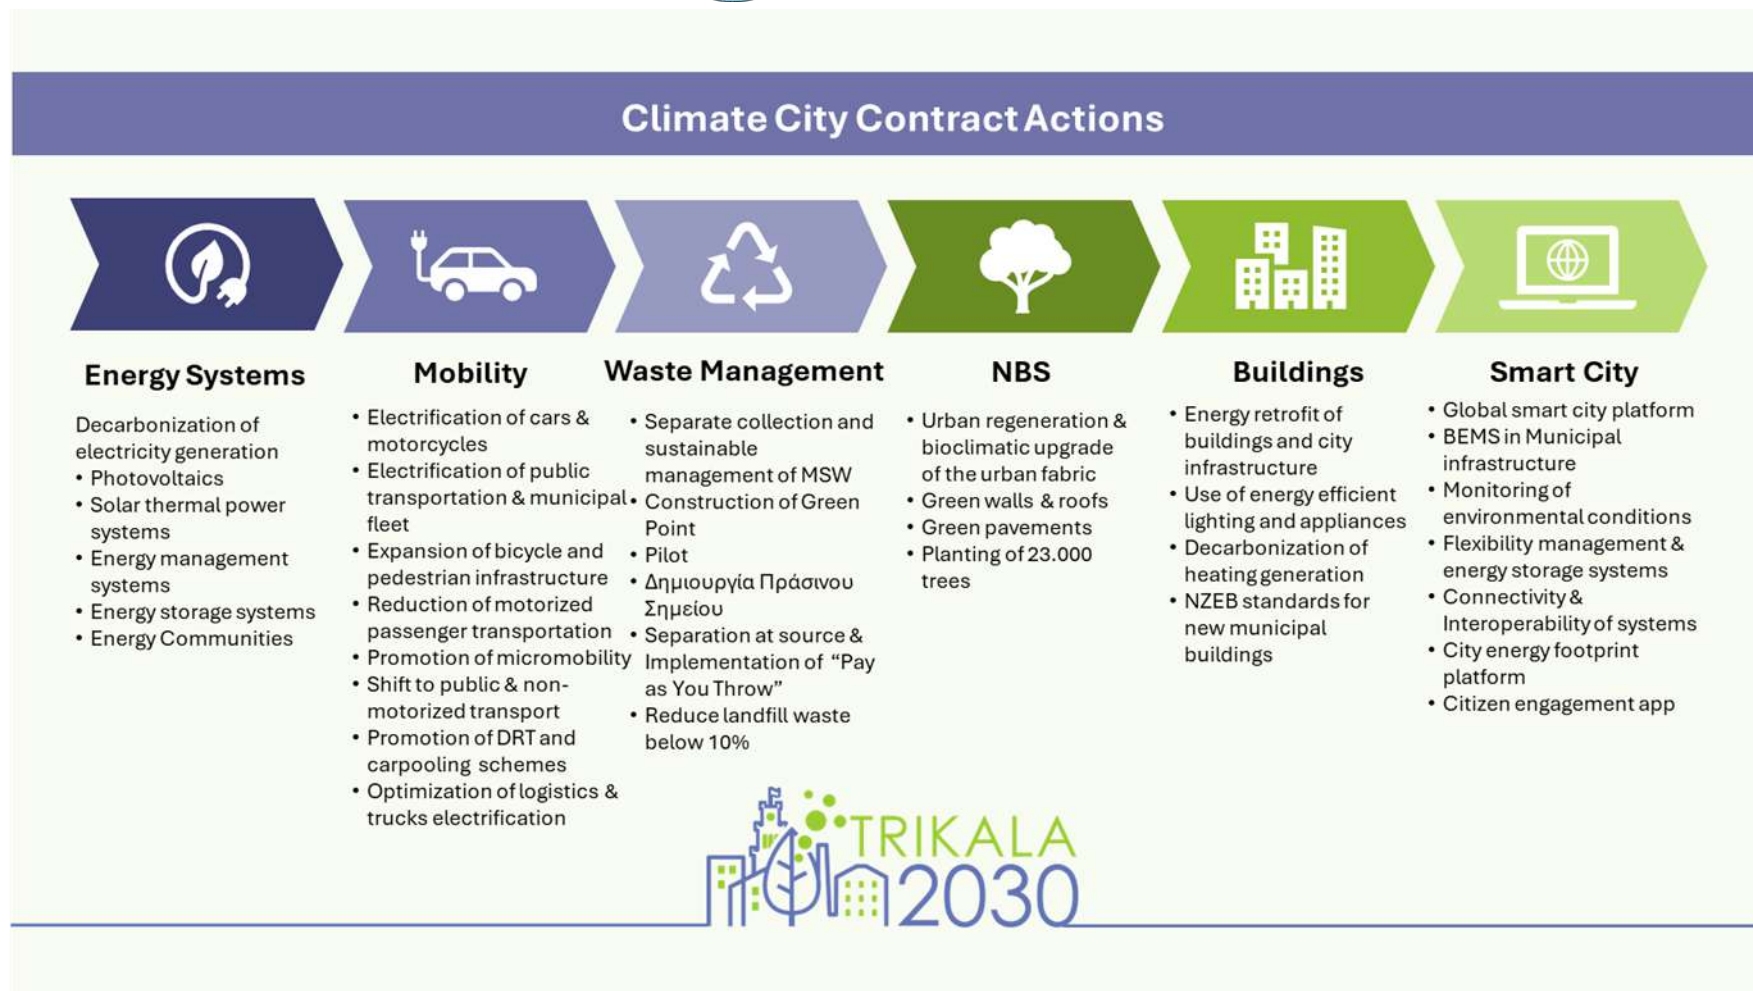 Climate City Contract Actions
Energy Systems
Decarbonization of
electricity generation
• Photovoltaics
• Solar thermal power
systems
• Energy management
systems
• Energy storage systems
• Energy Communities
Mobility
• Electrification of cars &
motorcycles
• Electrification of public
transportation & municipal
fleet
• Expansion of bicycle and
pedestrian infrastructure
• Reduction of motorized
passenger transportation
• Promotion of micromobility
• Shift to public & non-
motorized transport
• Promotion of DRT and
carpooling schemes
• Optimization of logistics &
trucks electrification
Waste Management
• Separate collection and
sustainable
management of MSW
• Construction of Green
Point
• Pilot
• Δημιουργία Πράσινου
Σημείου
• Separation at source &
Implementation of “Pay
as You Throw”
• Reduce landfill waste
below 10%
NBS
• Urban regeneration &
bioclimatic upgrade
of the urban fabric
• Green walls & roofs
• Green pavements
• Planting of 23.000
trees
Buildings
• Energy retrofit of
buildings and city
infrastructure
• Use of energy efficient
lighting and appliances
• Decarbonization of
heating generation
• NZEB standards for
new municipal
buildings
Smart City
• Global smart city platform
• BEMS in Municipal
infrastructure
• Monitoring of
environmental conditions
• Flexibility management &
energy storage systems
• Connectivity &
Interoperability of systems
• City energy footprint
platform
• Citizen engagement app
TRIKALA
2030